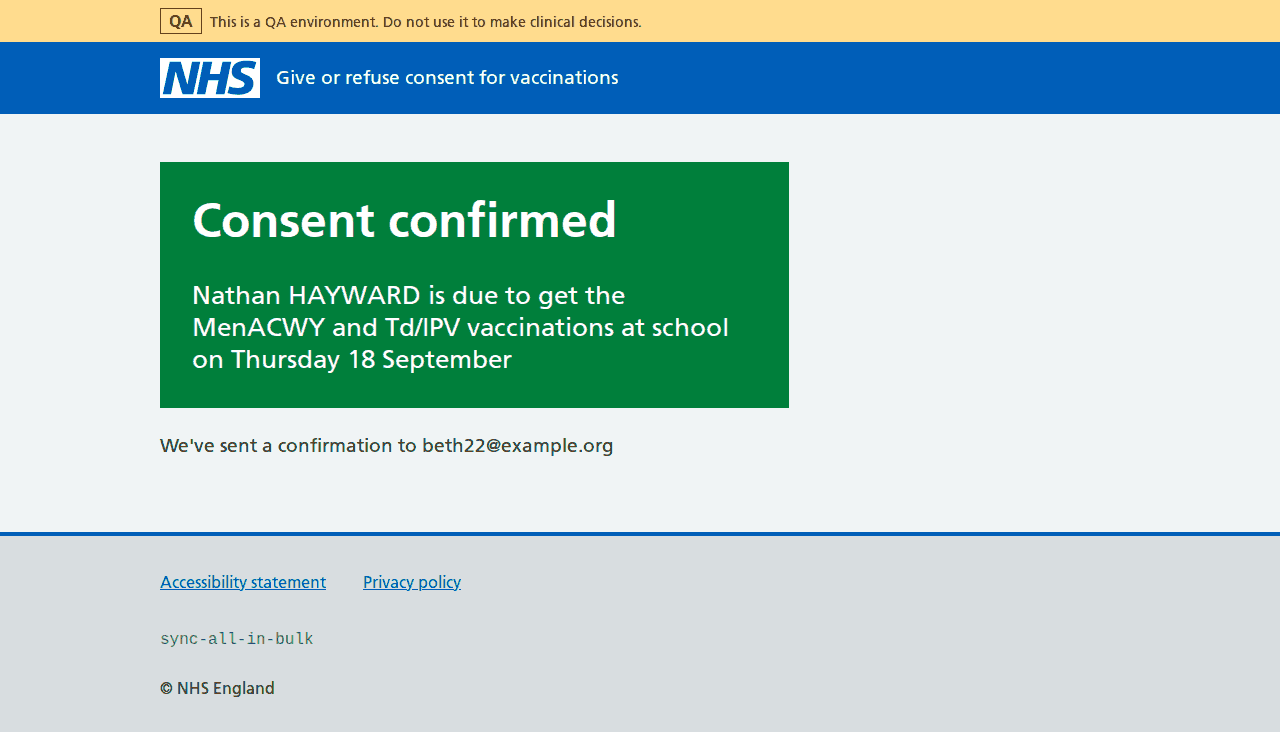 QA This is a QA environment. Do not use it to make clinical decisions.
NHS Give or refuse consent for vaccinations
Consent confirmed
Nathan HAYWARD is due to get the
MenACWY and Td/IPV vaccinations at school
on Thursday 18 September
We've sent a confirmation to beth22@example.org
Accessibility statement Privacy policy
sync-all-in-bulk
© NHS England